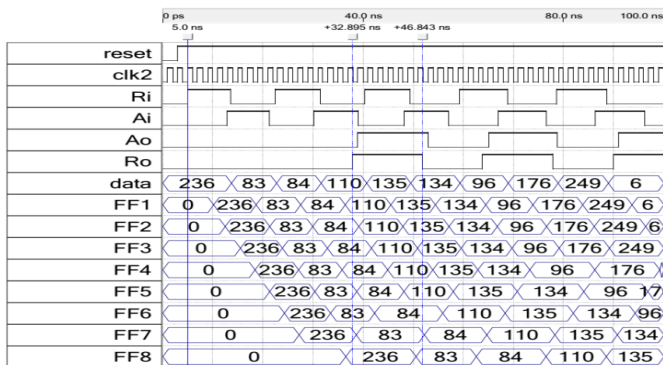 0 ps 40.0 ns 80.0 ns 100.0 ns
5.0 ns +32.895 ns +46.843 ns
reset
clk2
Ri
Ai
Ao
Ro
data 236 83 84 110 135 134 96 176 249 6
FF1 0 236 83 84 110 135 134 96 176 249 6
FF2 0 236 83 84 110 135 134 96 176 249 6
FF3 0 236 83 84 110 135 134 96 176 249
FF4 0 236 83 84 110 135 134 96 176
FF5 0 236 83 84 110 135 134 96 17
FF6 0 236 83 84 110 135 134 96
FF7 0 236 83 84 110 135 134
FF8 0 236 83 84 110 135